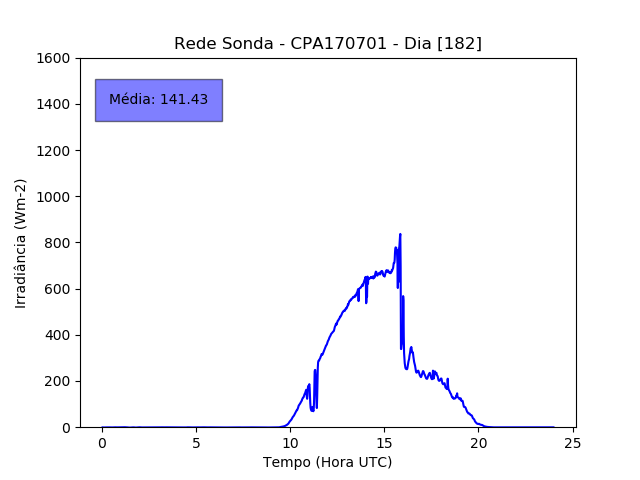 Rede Sonda - CPA170701 - Dia [182]
Média: 141.43
Irradiância (Wm-2)
1600
1400
1200
1000
800
600
400
200
0
0 5 10 15 20 25
Tempo (Hora UTC)